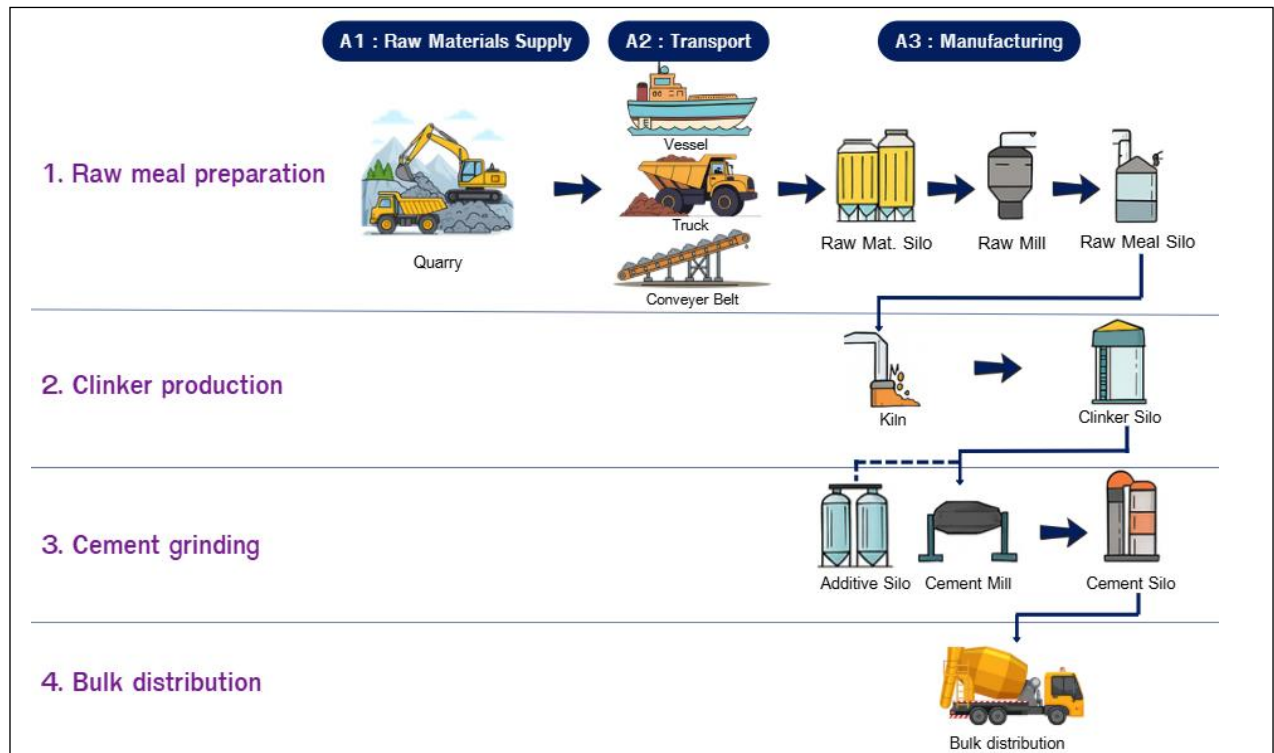 A1 : Raw Materials Supply
A2 : Transport
A3 : Manufacturing
1. Raw meal preparation
Quarry
Vessel
Truck
Conveyer Belt
Raw Mat. Silo
Raw Mill
Raw Meal Silo
2. Clinker production
Kiln
Clinker Silo
3. Cement grinding
Additive Silo
Cement Mill
Cement Silo
4. Bulk distribution
Bulk distribution